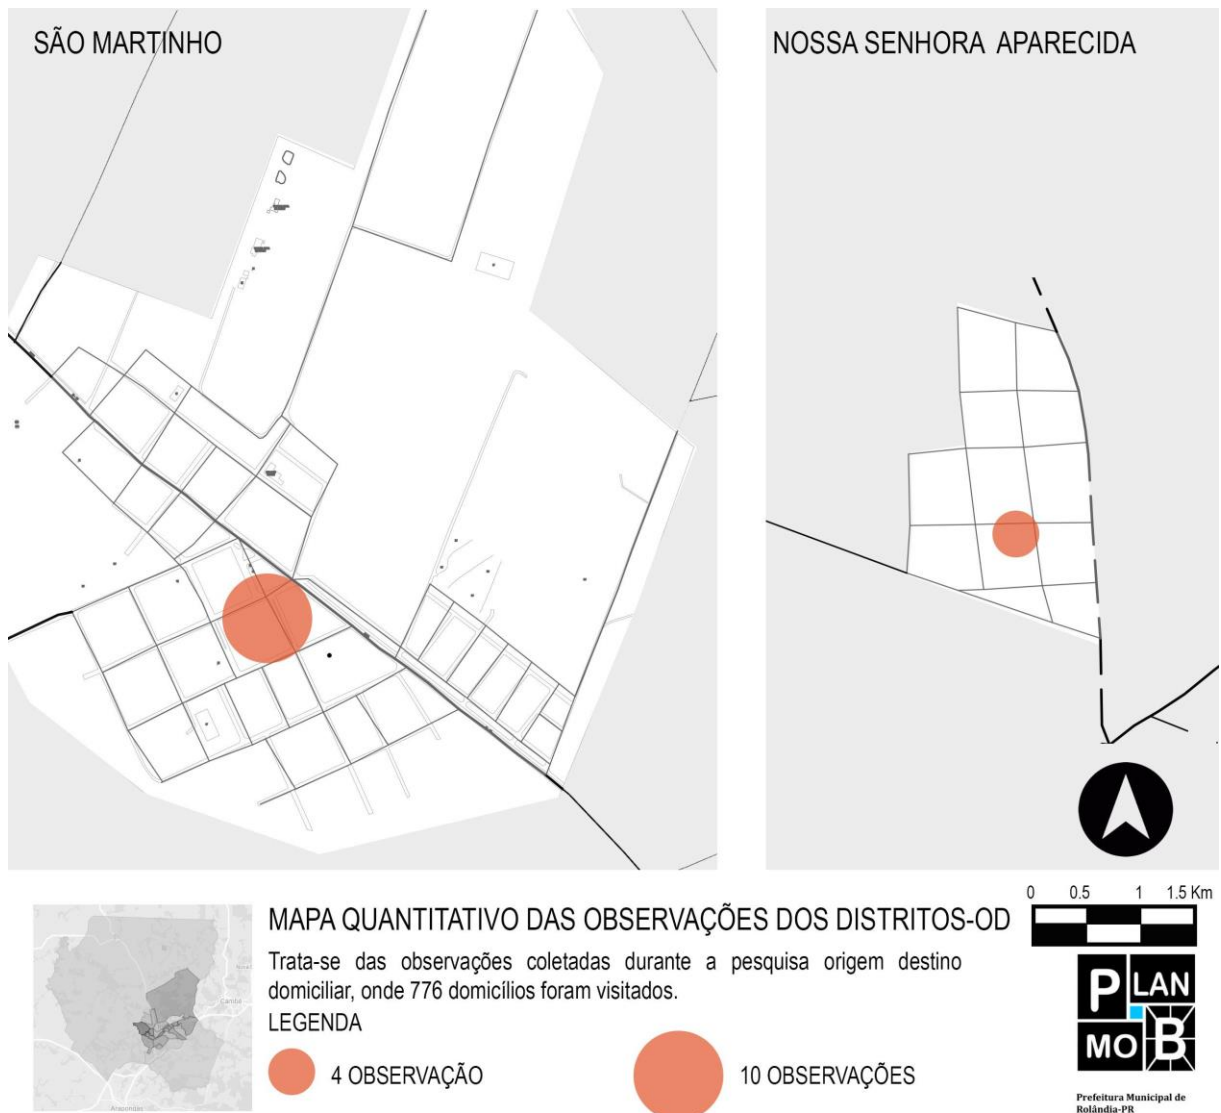 SÃO MARTINHO
NOSSA SENHORA APARECIDA
0 0.5 1 1.5 Km
MAPA QUANTITATIVO DAS OBSERVAÇÕES DOS DISTRITOS-OD
Trata-se das observações coletadas durante a pesquisa origem destino
domiciliar, onde 776 domicílios foram visitados.
LEGENDA
4 OBSERVAÇÃO
10 OBSERVAÇÕES
PLAN
MOB
Prefeitura Municipal de
Rolândia-PR
Cambé
Arapongas